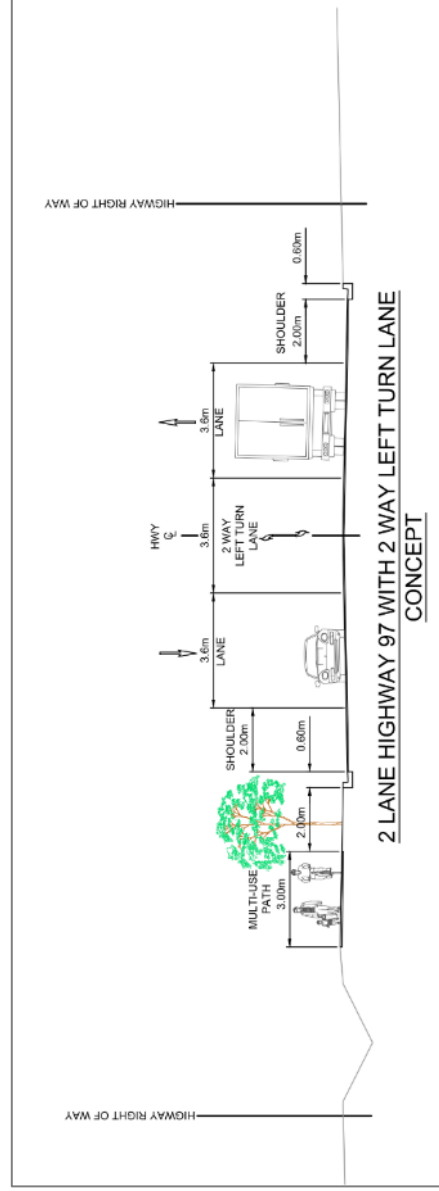 HIGWAY RIGHT OF WAY
MULTI-USE
PATH
3.00m
2.00m
0.60m
SHOULDER
2.00m
3.6m
LANE
HWY
℄
3.6m
2 WAY
LEFT TURN
LANE
3.6m
LANE
SHOULDER
2.00m
0.60m
HIGWAY RIGHT OF WAY
2 LANE HIGHWAY 97 WITH 2 WAY LEFT TURN LANE
CONCEPT